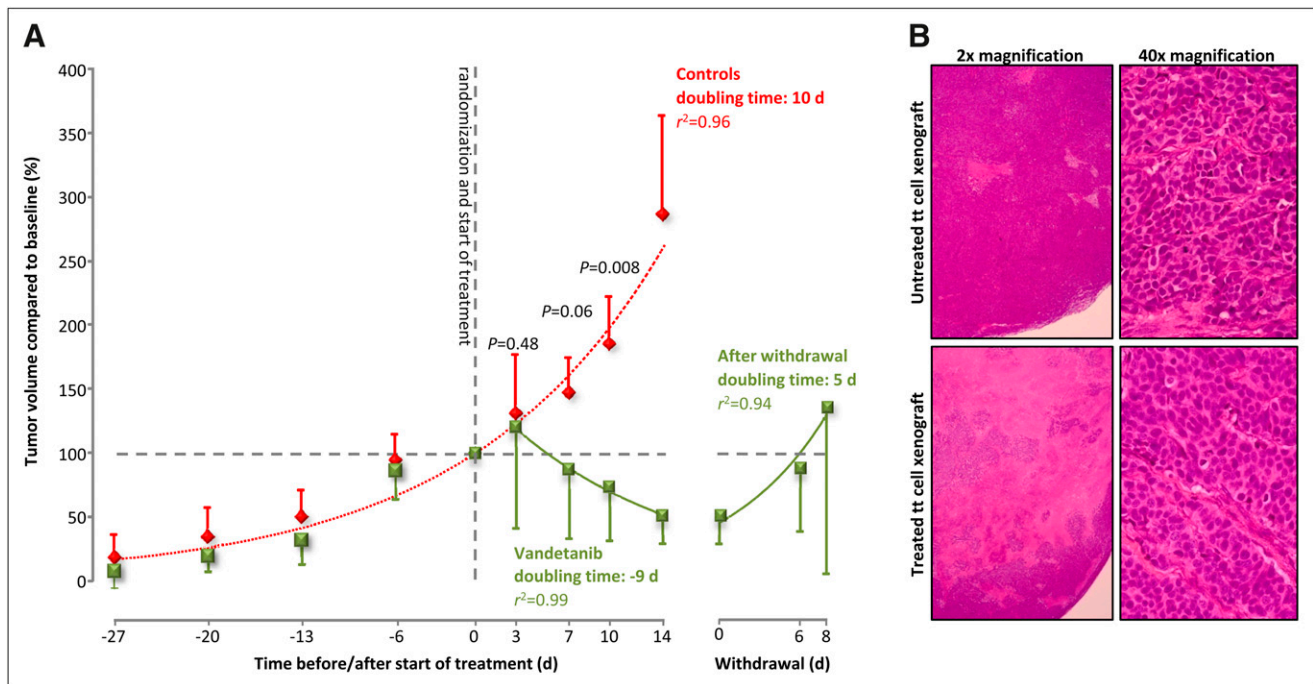 A
400
350
300
250
200
150
100
50
0
Tumor volume compared to baseline (%)
randomization and start of treatment
Controls
doubling time: 10 d
r²=0.96
P=0.008
P=0.06
P=0.48
After withdrawal
doubling time: 5 d
r²=0.94
Vandetanib
doubling time: -9 d
r²=0.99
-27
-20
-13
-6
0
3
7
10
14
0
6
8
Time before/after start of treatment (d)
Withdrawal (d)
B
2x magnification
40x magnification
Untreated tt cell xenograft
Treated tt cell xenograft